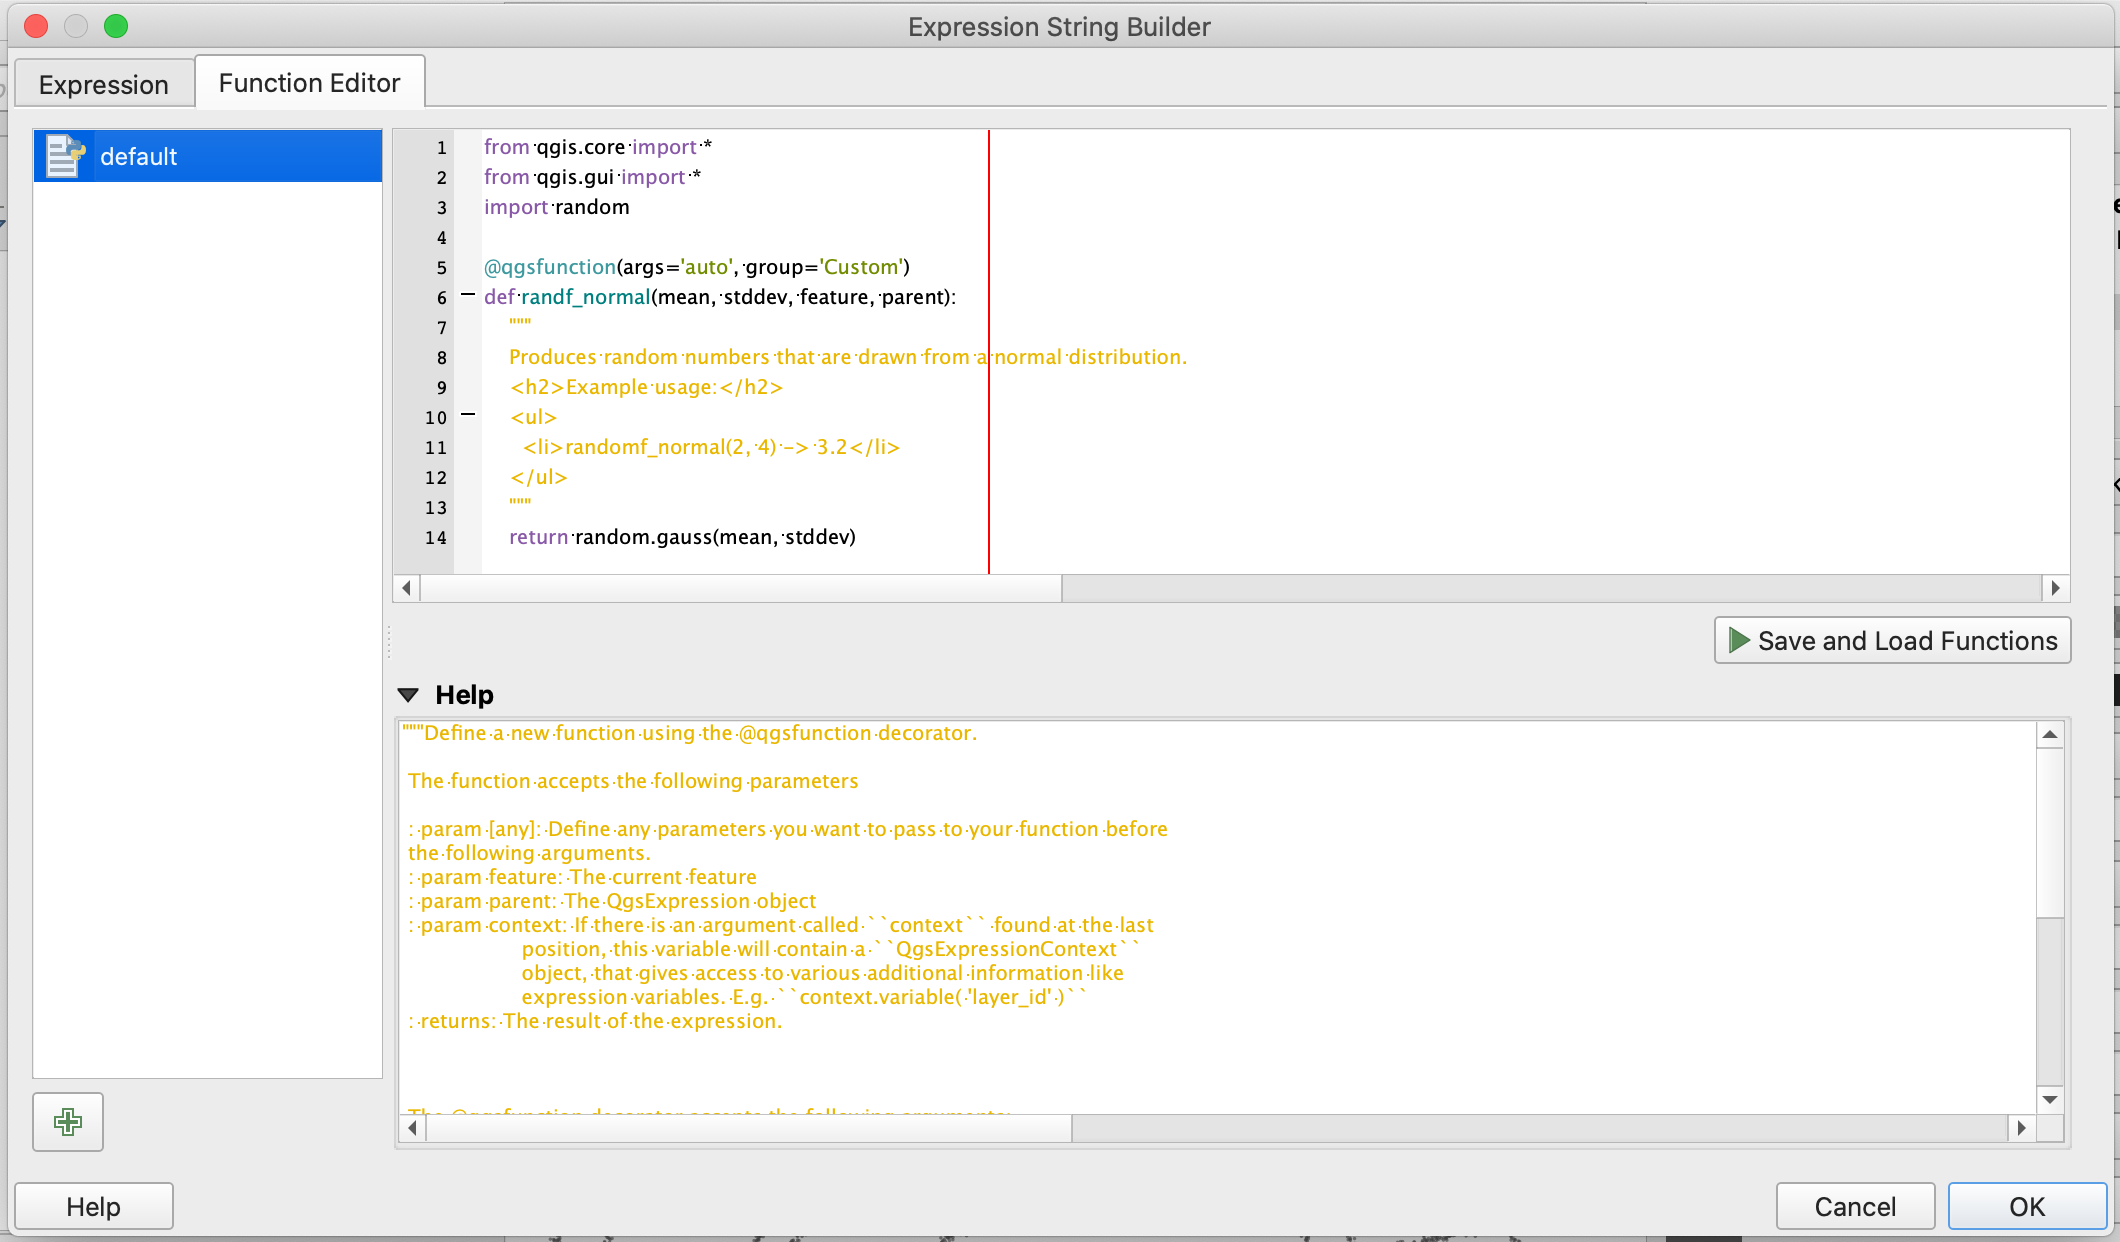 Expression String Builder
Expression
Function Editor
default
1 from qgis.core import *
2 from qgis.gui import *
3 import random
4
5 @qgsfunction(args='auto', group='Custom')
6 def randf_normal(mean, stddev, feature, parent):
7 """
8 Produces random numbers that are drawn from a normal distribution.
9 <h2>Example usage:</h2>
10 <ul>
11 <li>randomf_normal(2, 4) -> 3.2</li>
12 </ul>
13 """
14 return random.gauss(mean, stddev)
Save and Load Functions
Help
"""Define a new function using the @qgsfunction decorator.
The function accepts the following parameters
: param [any]: Define any parameters you want to pass to your function before
the following arguments.
: param feature: The current feature
: param parent: The QgsExpression object
: param context: If there is an argument called ``context`` found at the last
position, this variable will contain a ``QgsExpressionContext``
object, that gives access to various additional information like
expression variables. E.g. ``context.variable( 'layer_id' )``
: returns: The result of the expression.
The @qgsfunction decorator accepts the following arguments:
Help
Cancel
OK